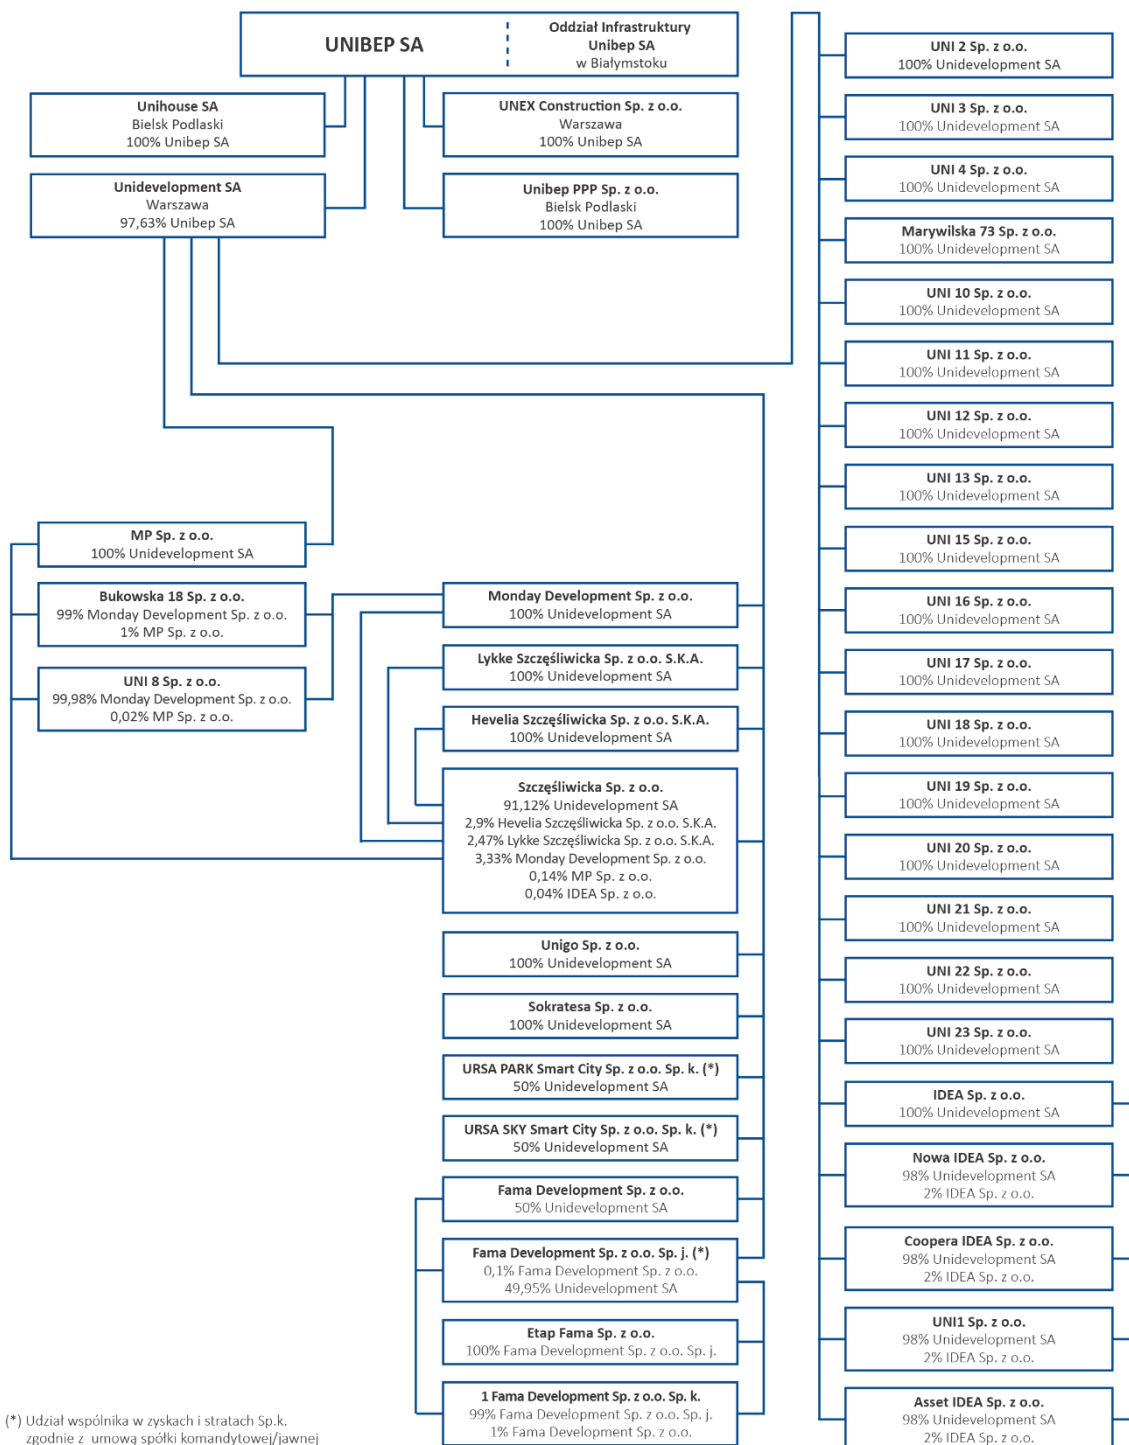 UNIBEP SA
Oddział Infrastruktury
Unibep SA
w Białymstoku
Unihouse SA
Bielsk Podlaski
100% Unibep SA
UNEX Construction Sp. z o.o.
Warszawa
100% Unibep SA
Unidevelopment SA
Warszawa
97,63% Unibep SA
Unibep PPP Sp. z o.o.
Bielsk Podlaski
100% Unibep SA
MP Sp. z o.o.
100% Unidevelopment SA
Bukowska 18 Sp. z o.o.
99% Monday Development Sp. z o.o.
1% MP Sp. z o.o.
UNI 8 Sp. z o.o.
99,98% Monday Development Sp. z o.o.
0,02% MP Sp. z o.o.
Monday Development Sp. z o.o.
100% Unidevelopment SA
Lykke Szczęśliwicka Sp. z o.o. S.K.A.
100% Unidevelopment SA
Hevelia Szczęśliwicka Sp. z o.o. S.K.A.
100% Unidevelopment SA
Szczęśliwicka Sp. z o.o.
91,12% Unidevelopment SA
2,9% Hevelia Szczęśliwicka Sp. z o.o. S.K.A.
2,47% Lykke Szczęśliwicka Sp. z o.o. S.K.A.
3,33% Monday Development Sp. z o.o.
0,14% MP Sp. z o.o.
0,04% IDEA Sp. z o.o.
Unigo Sp. z o.o.
100% Unidevelopment SA
Sokratesa Sp. z o.o.
100% Unidevelopment SA
URSA PARK Smart City Sp. z o.o. Sp. k. (*)
50% Unidevelopment SA
URSA SKY Smart City Sp. z o.o. Sp. k. (*)
50% Unidevelopment SA
Fama Development Sp. z o.o.
50% Unidevelopment SA
Fama Development Sp. z o.o. Sp. j. (*)
0,1% Fama Development Sp. z o.o.
49,95% Unidevelopment SA
Etap Fama Sp. z o.o.
100% Fama Development Sp. z o.o. Sp. j.
1 Fama Development Sp. z o.o. Sp. k.
99% Fama Development Sp. z o.o. Sp. j.
1% Fama Development Sp. z o.o.
UNI 2 Sp. z o.o.
100% Unidevelopment SA
UNI 3 Sp. z o.o.
100% Unidevelopment SA
UNI 4 Sp. z o.o.
100% Unidevelopment SA
Marywilska 73 Sp. z o.o.
100% Unidevelopment SA
UNI 10 Sp. z o.o.
100% Unidevelopment SA
UNI 11 Sp. z o.o.
100% Unidevelopment SA
UNI 12 Sp. z o.o.
100% Unidevelopment SA
UNI 13 Sp. z o.o.
100% Unidevelopment SA
UNI 15 Sp. z o.o.
100% Unidevelopment SA
UNI 16 Sp. z o.o.
100% Unidevelopment SA
UNI 17 Sp. z o.o.
100% Unidevelopment SA
UNI 18 Sp. z o.o.
100% Unidevelopment SA
UNI 19 Sp. z o.o.
100% Unidevelopment SA
UNI 20 Sp. z o.o.
100% Unidevelopment SA
UNI 21 Sp. z o.o.
100% Unidevelopment SA
UNI 22 Sp. z o.o.
100% Unidevelopment SA
UNI 23 Sp. z o.o.
100% Unidevelopment SA
IDEA Sp. z o.o.
100% Unidevelopment SA
Nowa IDEA Sp. z o.o.
98% Unidevelopment SA
2% IDEA Sp. z o.o.
Coopera IDEA Sp. z o.o.
98% Unidevelopment SA
2% IDEA Sp. z o.o.
UNI1 Sp. z o.o.
98% Unidevelopment SA
2% IDEA Sp. z o.o.
Asset IDEA Sp. z o.o.
98% Unidevelopment SA
2% IDEA Sp. z o.o.
(*) Udział wspólnika w zyskach i stratach Sp.k.
zgodnie z umową spółki komandytowej/jawnej